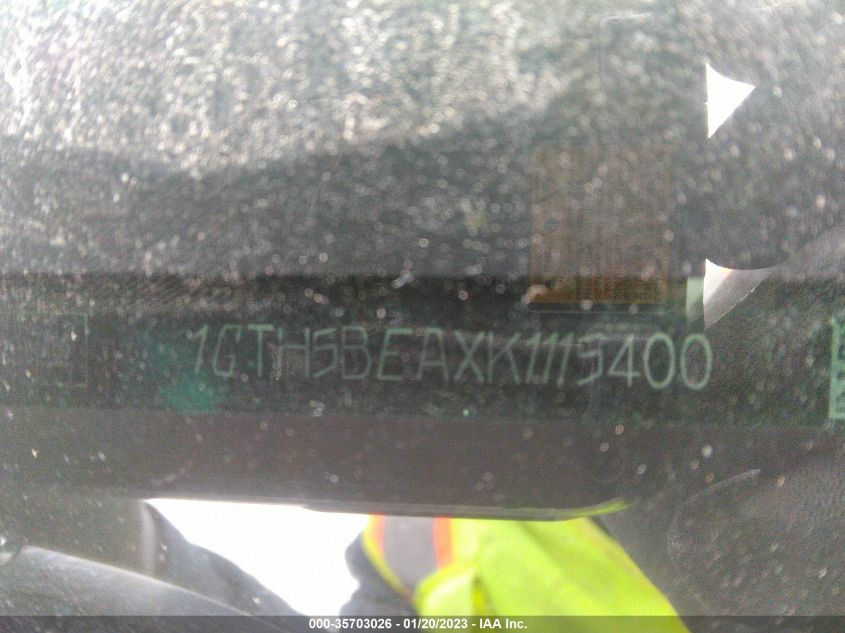 1GTH5BEAXK1115400
000-35703026 - 01/20/2023 - IAA Inc.